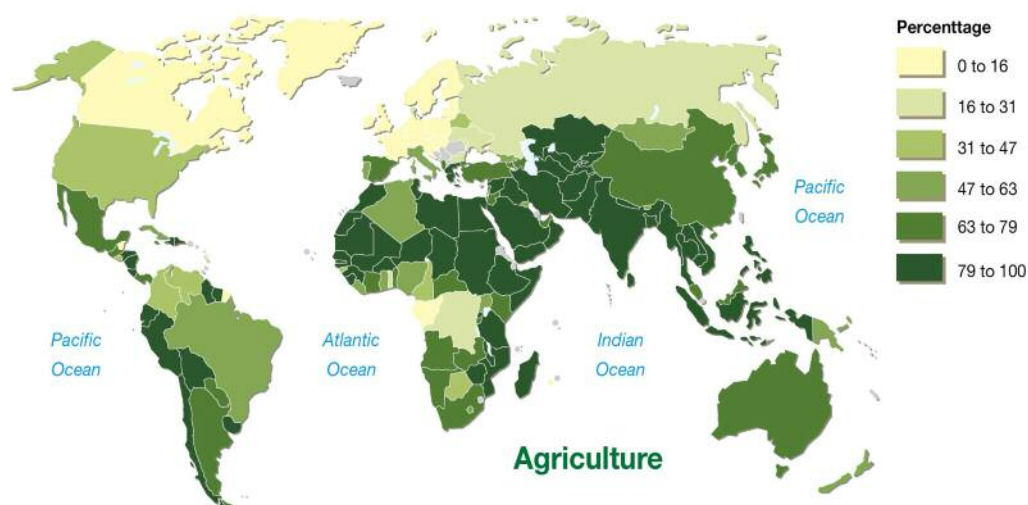 Percenttage
0 to 16
16 to 31
31 to 47
47 to 63
63 to 79
79 to 100
Pacific
Ocean
Pacific
Ocean
Atlantic
Ocean
Indian
Ocean
Agriculture